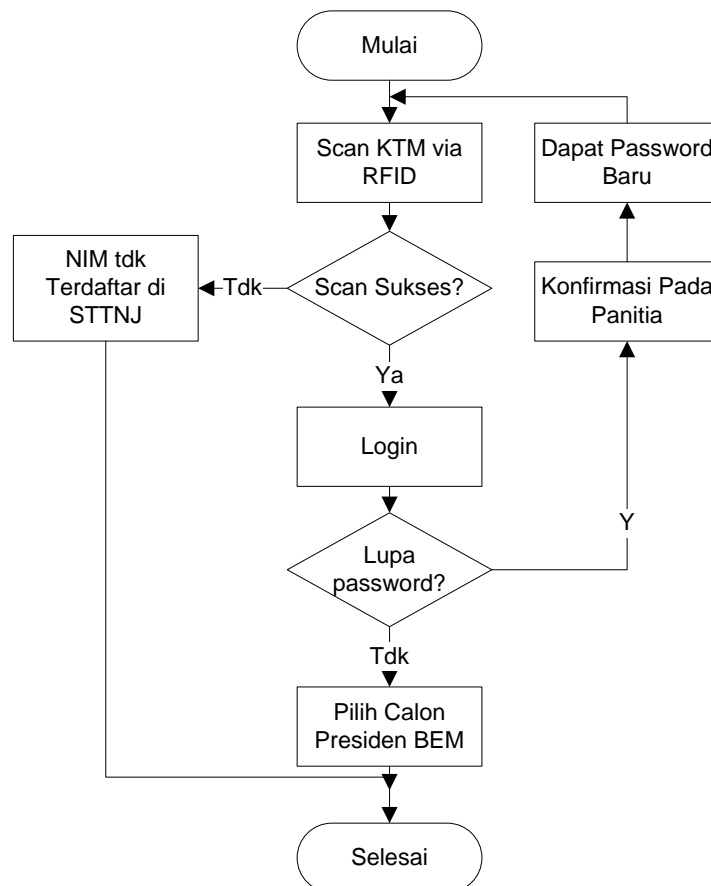 Mulai
Scan KTM via
RFID
Dapat Password
Baru
NIM tdk
Terdaftar di
STTNJ
Tdk
Scan Sukses?
Konfirmasi Pada
Panitia
Ya
Login
Y
Lupa
password?
Tdk
Pilih Calon
Presiden BEM
Selesai